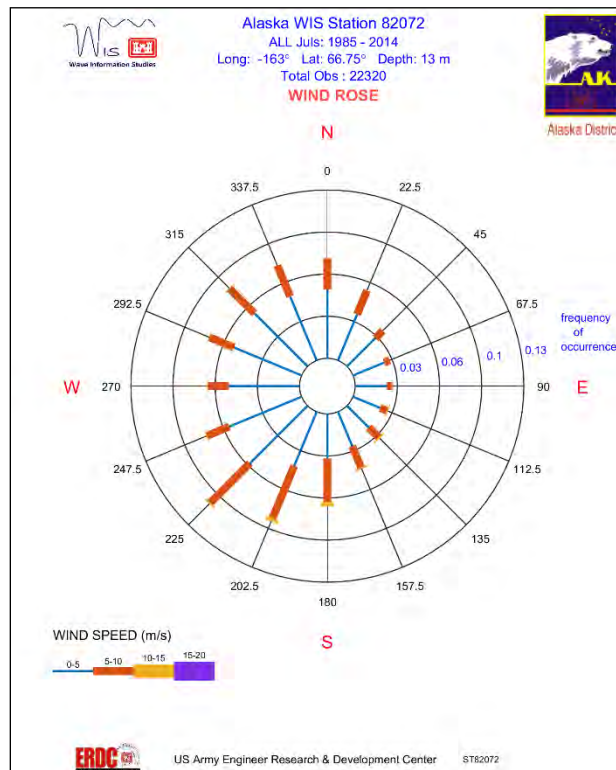 Wis
Wave Information Studies
Alaska WIS Station 82072
ALL Juls: 1985 - 2014
Long: -163° Lat: 66.75° Depth: 13 m
Total Obs : 22320
WIND ROSE
AK
Alaska District
N
0
337.5
22.5
315
45
292.5
67.5
frequency
of
occurrence
0.03
0.06
0.1
0.13
W
270
90
E
247.5
112.5
225
135
202.5
157.5
180
S
WIND SPEED (m/s)
0-5
5-10
10-15
15-20
ERDC
US Army Engineer Research & Development Center
ST82072